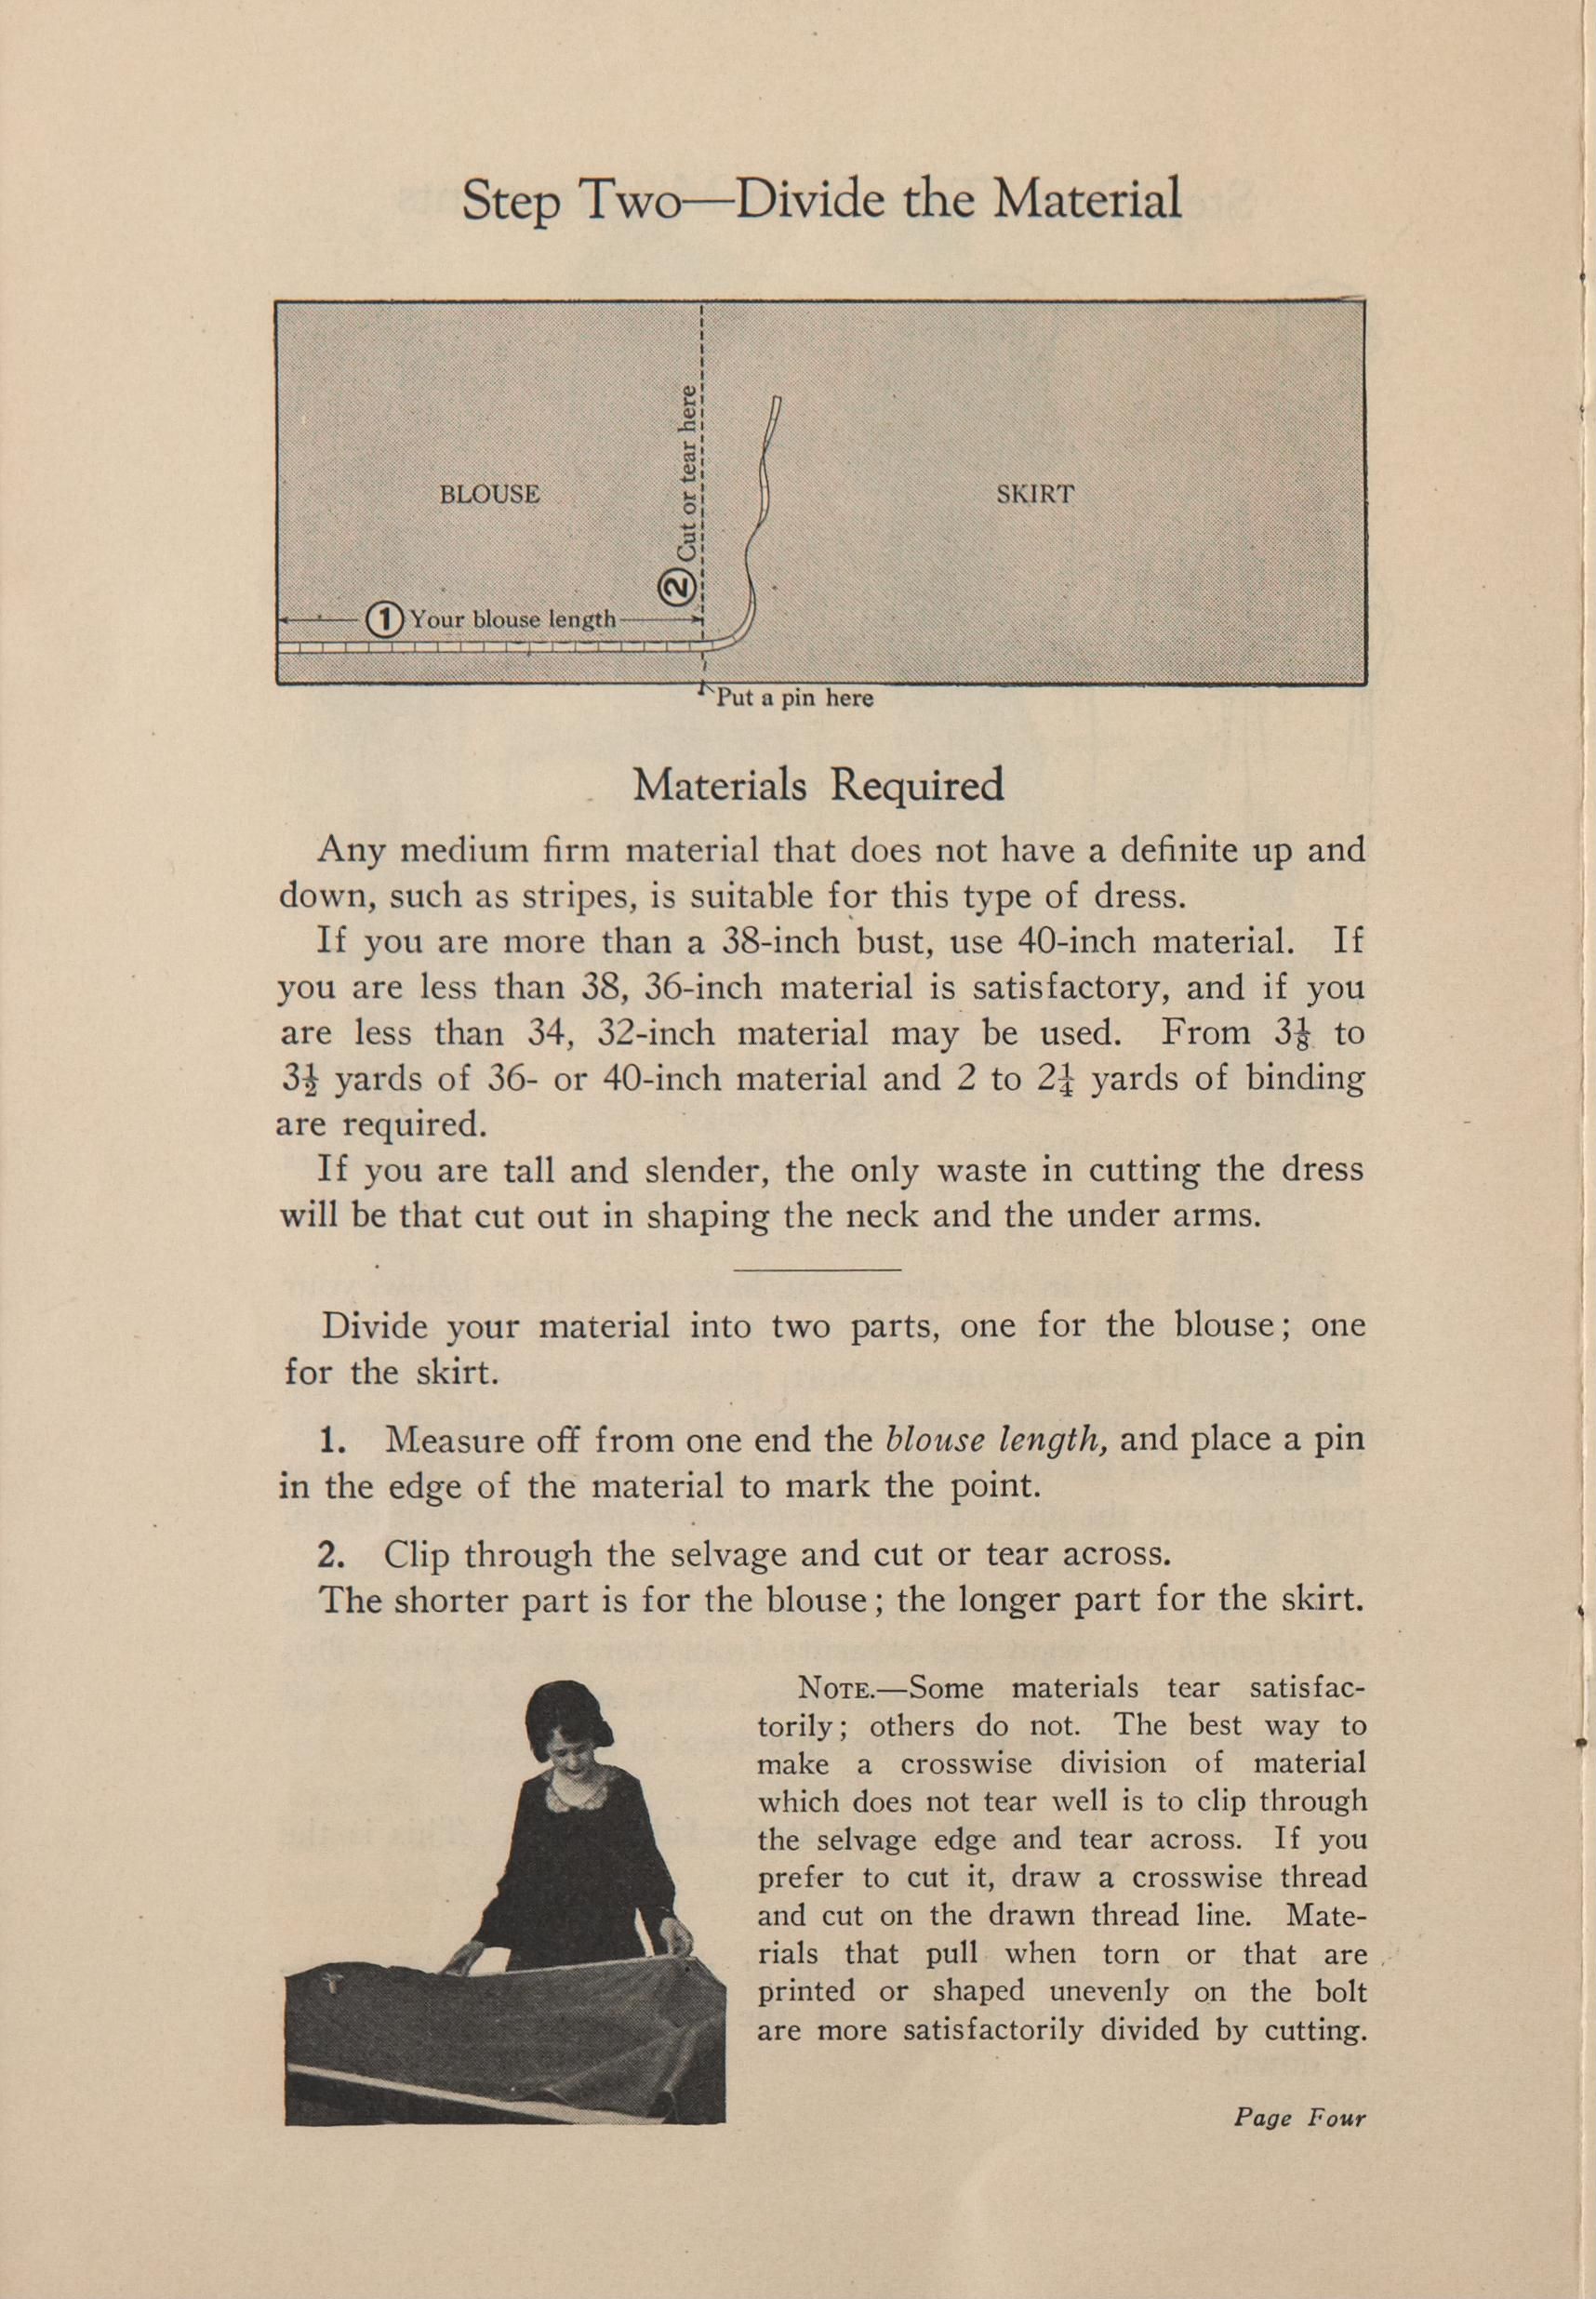 Step Two—Divide the Material
BLOUSE
② Cut or tear here
SKIRT
① Your blouse length
Put a pin here
Materials Required
Any medium firm material that does not have a definite up and
down, such as stripes, is suitable for this type of dress.
If you are more than a 38-inch bust, use 40-inch material. If
you are less than 38, 36-inch material is satisfactory, and if you
are less than 34, 32-inch material may be used. From 3⅛ to
3½ yards of 36- or 40-inch material and 2 to 2¼ yards of binding
are required.
If you are tall and slender, the only waste in cutting the dress
will be that cut out in shaping the neck and the under arms.
Divide your material into two parts, one for the blouse; one
for the skirt.
1. Measure off from one end the blouse length, and place a pin
in the edge of the material to mark the point.
2. Clip through the selvage and cut or tear across.
The shorter part is for the blouse; the longer part for the skirt.
NOTE.—Some materials tear satisfac-
torily; others do not. The best way to
make a crosswise division of material
which does not tear well is to clip through
the selvage edge and tear across. If you
prefer to cut it, draw a crosswise thread
and cut on the drawn thread line. Mate-
rials that pull when torn or that are
printed or shaped unevenly on the bolt
are more satisfactorily divided by cutting.
Page Four